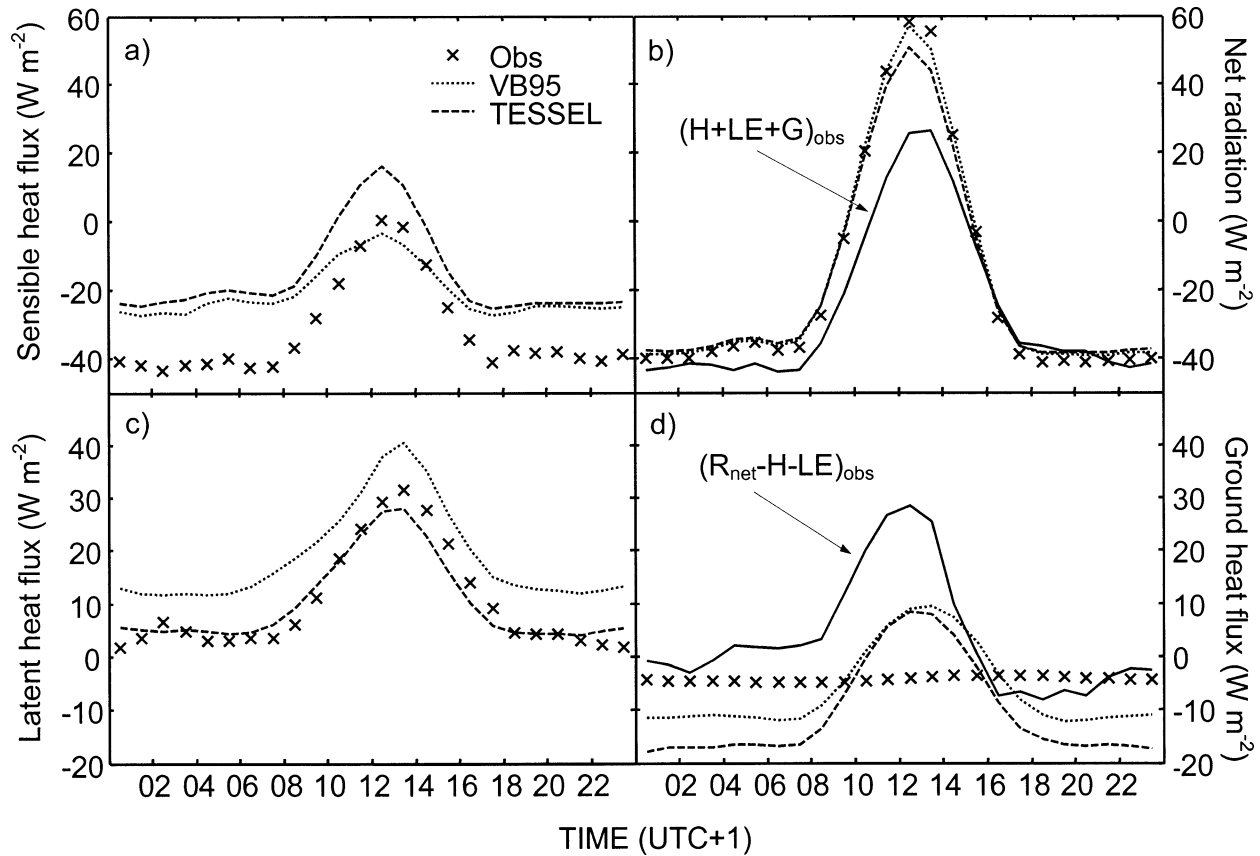 a)
× Obs
VB95
TESSEL
Sensible heat flux (W m-2)
60
40
20
0
-20
-40
b)
(H+LE+G)obs
60
40
20
0
-20
-40
Net radiation (W m-2)
c)
Latent heat flux (W m-2)
40
30
20
10
0
-10
-20
d)
(Rnet-H-LE)obs
40
30
20
10
0
-10
-20
Ground heat flux (W m-2)
02 04 06 08 10 12 14 16 18 20 22
02 04 06 08 10 12 14 16 18 20 22
TIME (UTC+1)